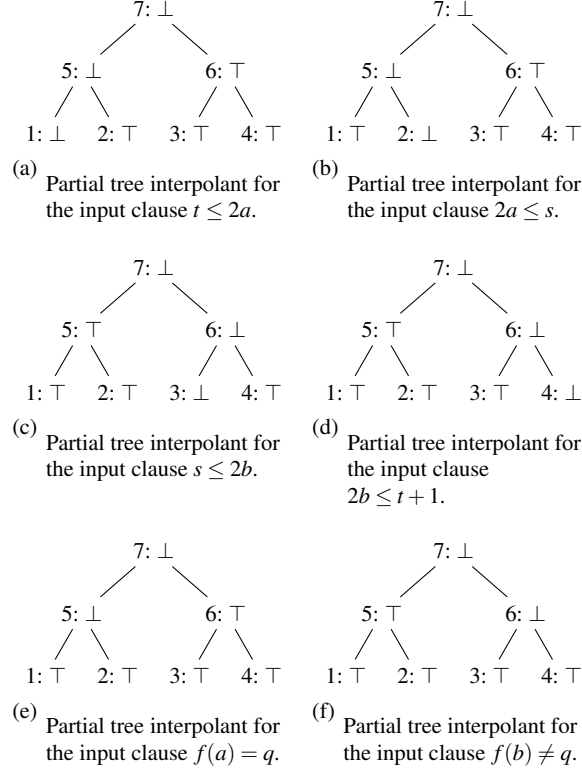 7: ⊥ 7: ⊥
5: ⊥ 6: ⊤ 5: ⊥ 6: ⊤
1: ⊥ 2: ⊤ 3: ⊤ 4: ⊤ 1: ⊤ 2: ⊥ 3: ⊤ 4: ⊤
(a) Partial tree interpolant for
the input clause t ≤ 2a.
(b) Partial tree interpolant for
the input clause 2a ≤ s.
7: ⊥ 7: ⊥
5: ⊤ 6: ⊥ 5: ⊤ 6: ⊥
1: ⊤ 2: ⊤ 3: ⊥ 4: ⊤ 1: ⊤ 2: ⊤ 3: ⊤ 4: ⊥
(c) Partial tree interpolant for
the input clause s ≤ 2b.
(d) Partial tree interpolant for
the input clause
2b ≤ t + 1.
7: ⊥ 7: ⊥
5: ⊥ 6: ⊤ 5: ⊤ 6: ⊥
1: ⊤ 2: ⊤ 3: ⊤ 4: ⊤ 1: ⊤ 2: ⊤ 3: ⊤ 4: ⊤
(e) Partial tree interpolant for
the input clause f(a) = q.
(f) Partial tree interpolant for
the input clause f(b) ≠ q.